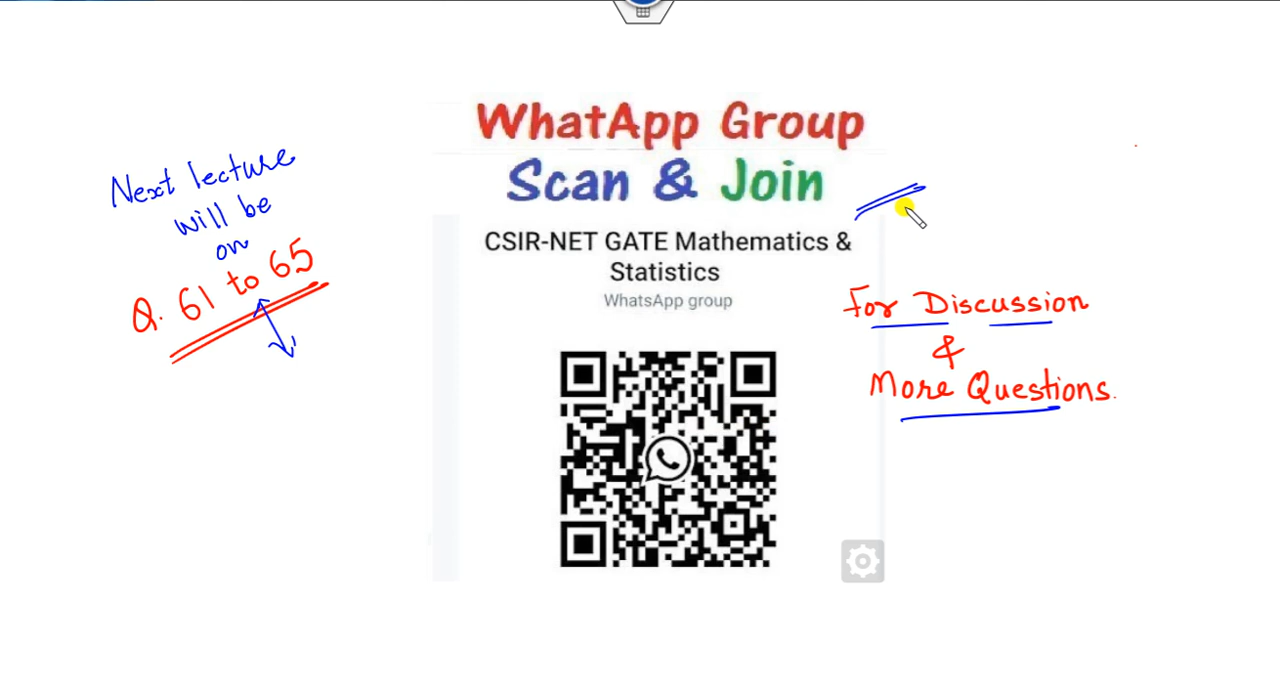 WhatApp Group
Scan & Join
CSIR-NET GATE Mathematics &
Statistics
WhatsApp group
Next lecture
will be
on
Q. 61 to 65
For Discussion
&
More Questions.